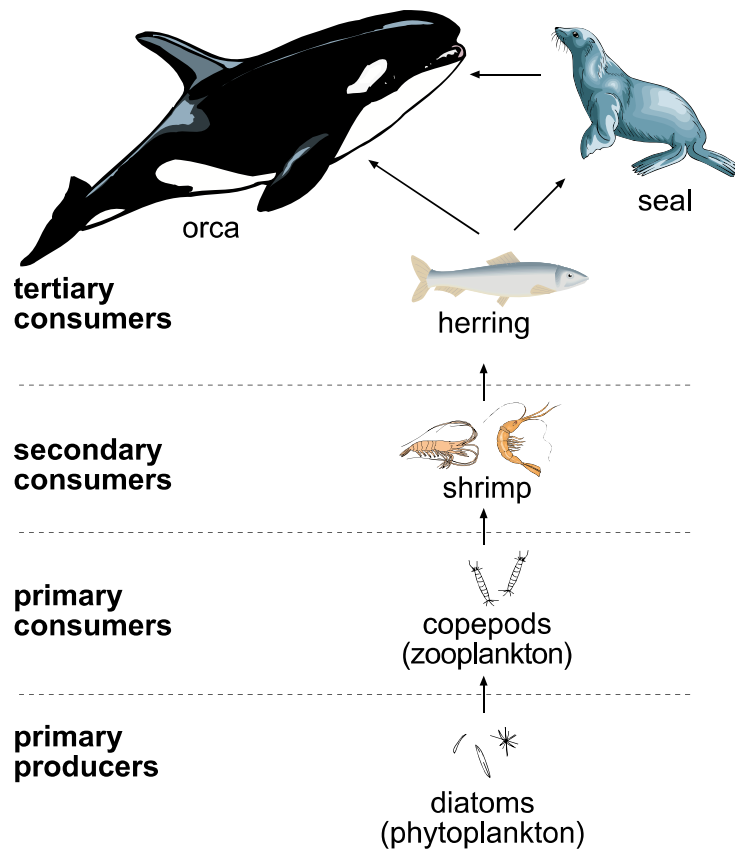 orca
seal
tertiary
consumers
herring
secondary
consumers
shrimp
primary
consumers
copepods
(zooplankton)
primary
producers
diatoms
(phytoplankton)